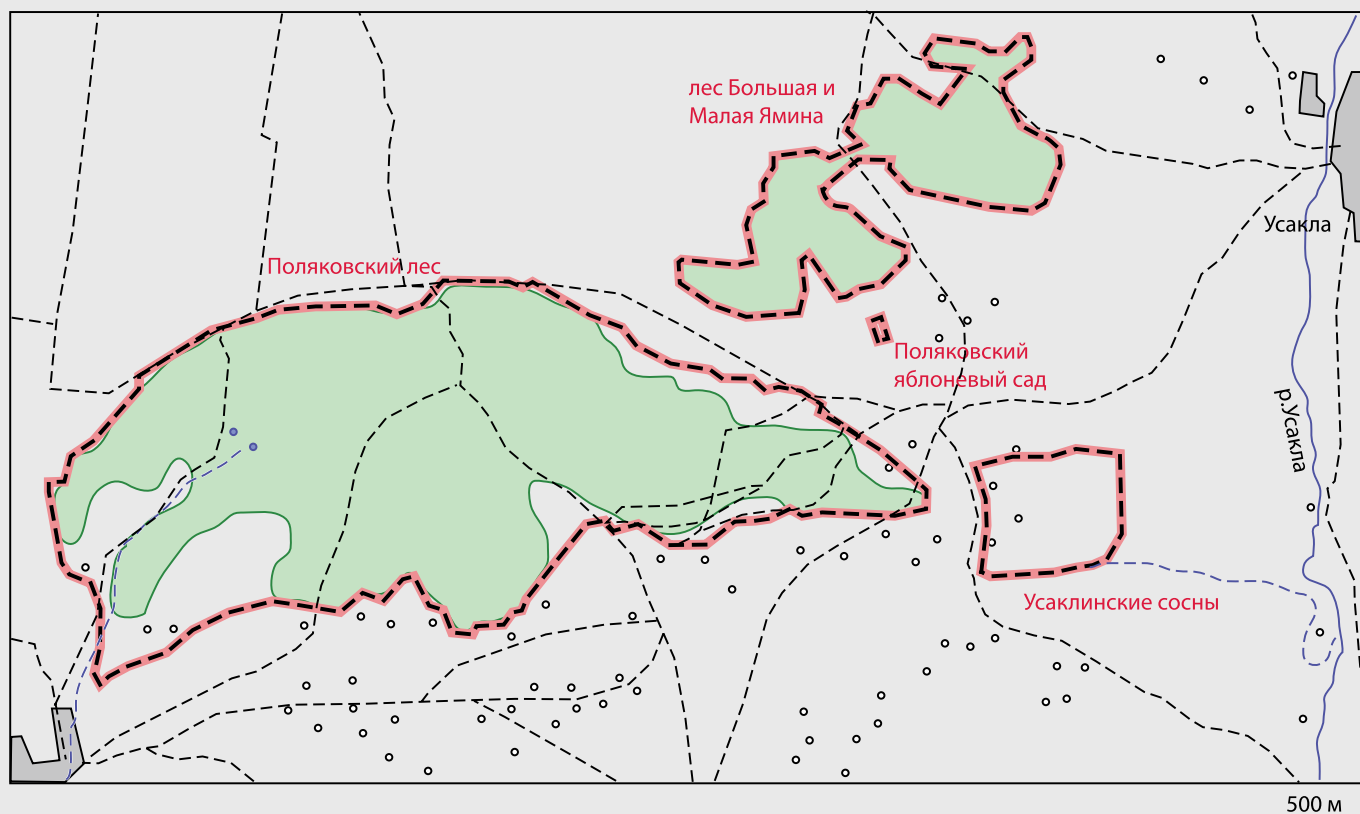 лес Большая и
Малая Ямина
Усакла
Поляковский лес
Поляковский
яблоневый сад
р.Усакла
Усаклинские сосны
500 м